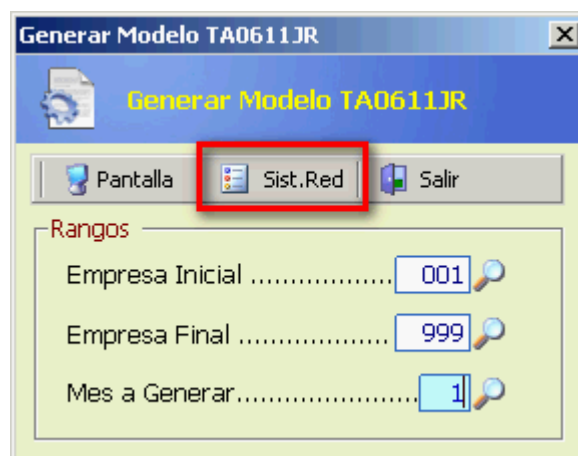 Generar Modelo TA0611JR
Generar Modelo TA0611JR
Pantalla Sist.Red Salir
Rangos
Empresa Inicial .................. 001
Empresa Final ................... 999
Mes a Generar....................... 1